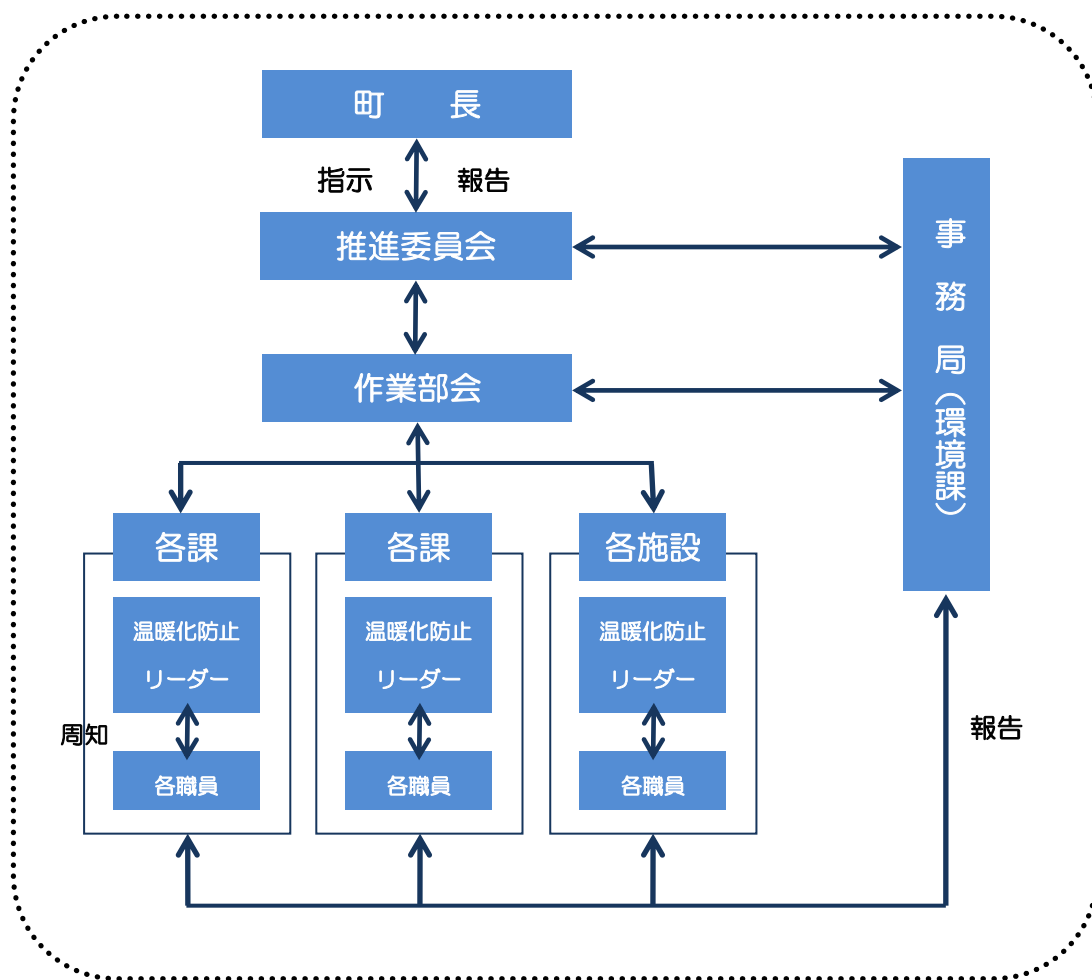 町　長
指示
報告
推進委員会
作業部会
事務局（環境課）
各課
各課
各施設
温暖化防止
リーダー
温暖化防止
リーダー
温暖化防止
リーダー
周知
各職員
各職員
各職員
報告